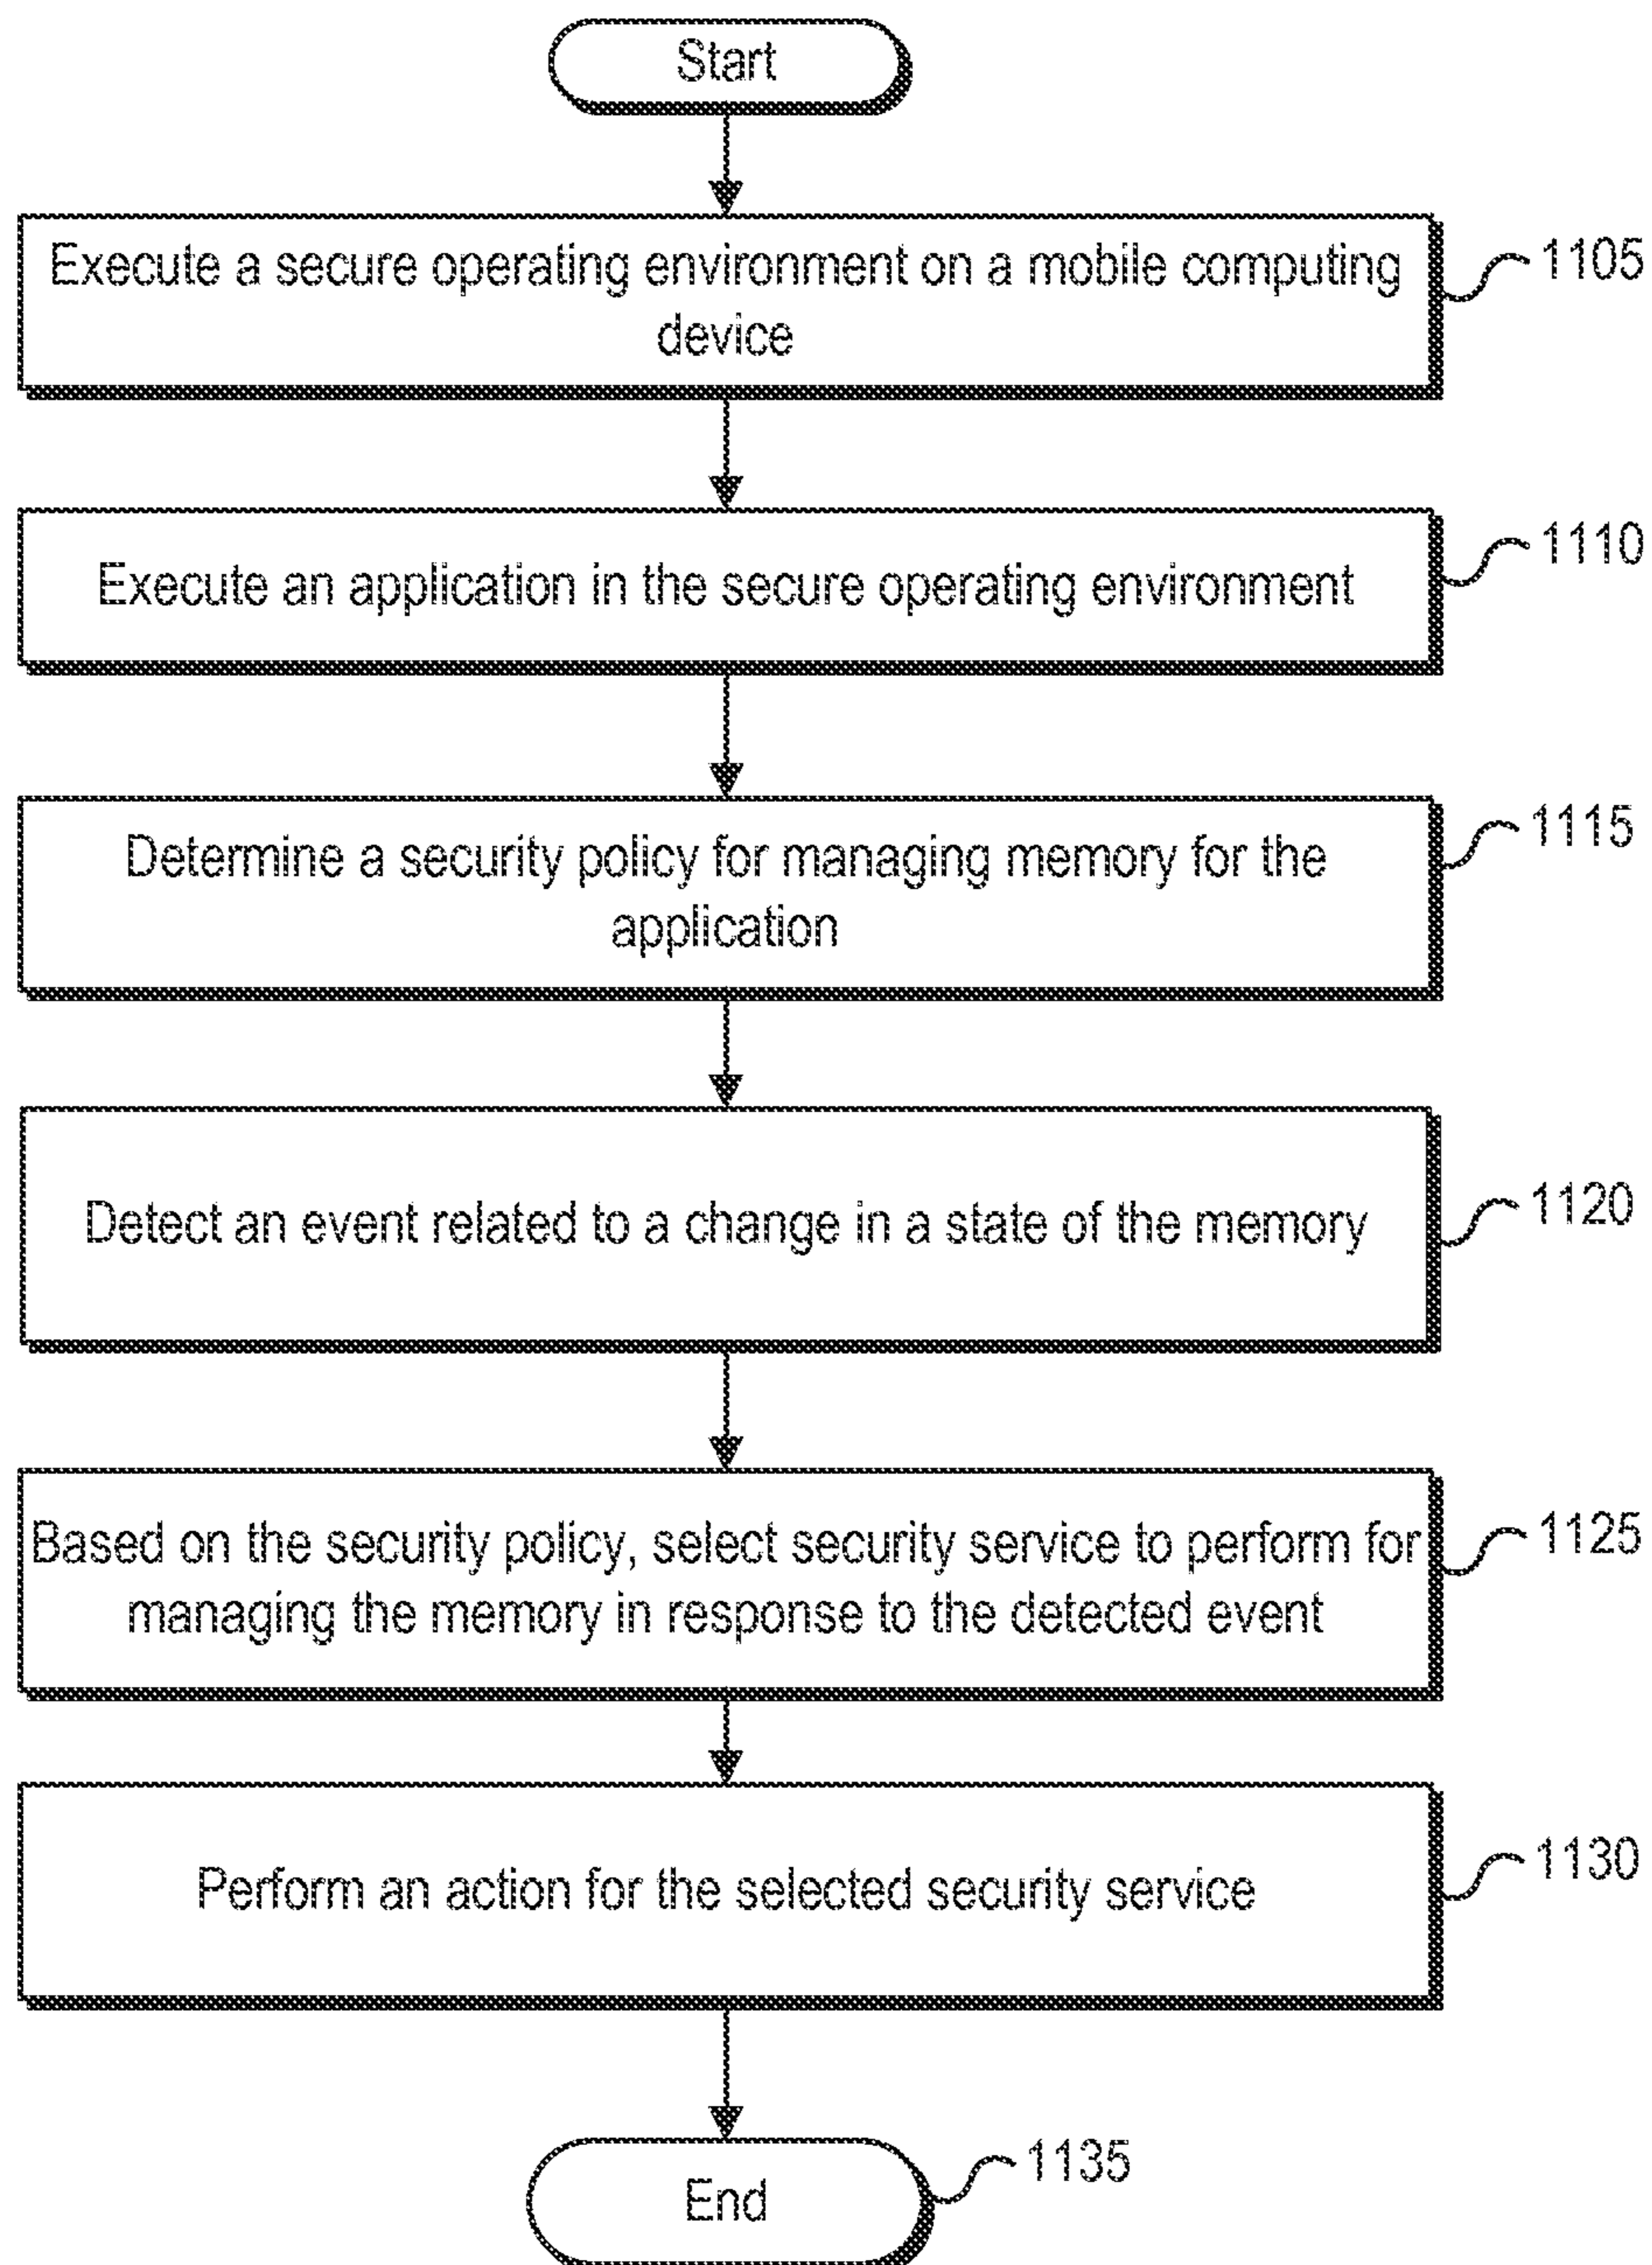 Start
Execute a secure operating environment on a mobile computing
device
1105
Execute an application in the secure operating environment
1110
Determine a security policy for managing memory for the
application
1115
Detect an event related to a change in a state of the memory
1120
Based on the security policy, select security service to perform for
managing the memory in response to the detected event
1125
Perform an action for the selected security service
1130
End
1135